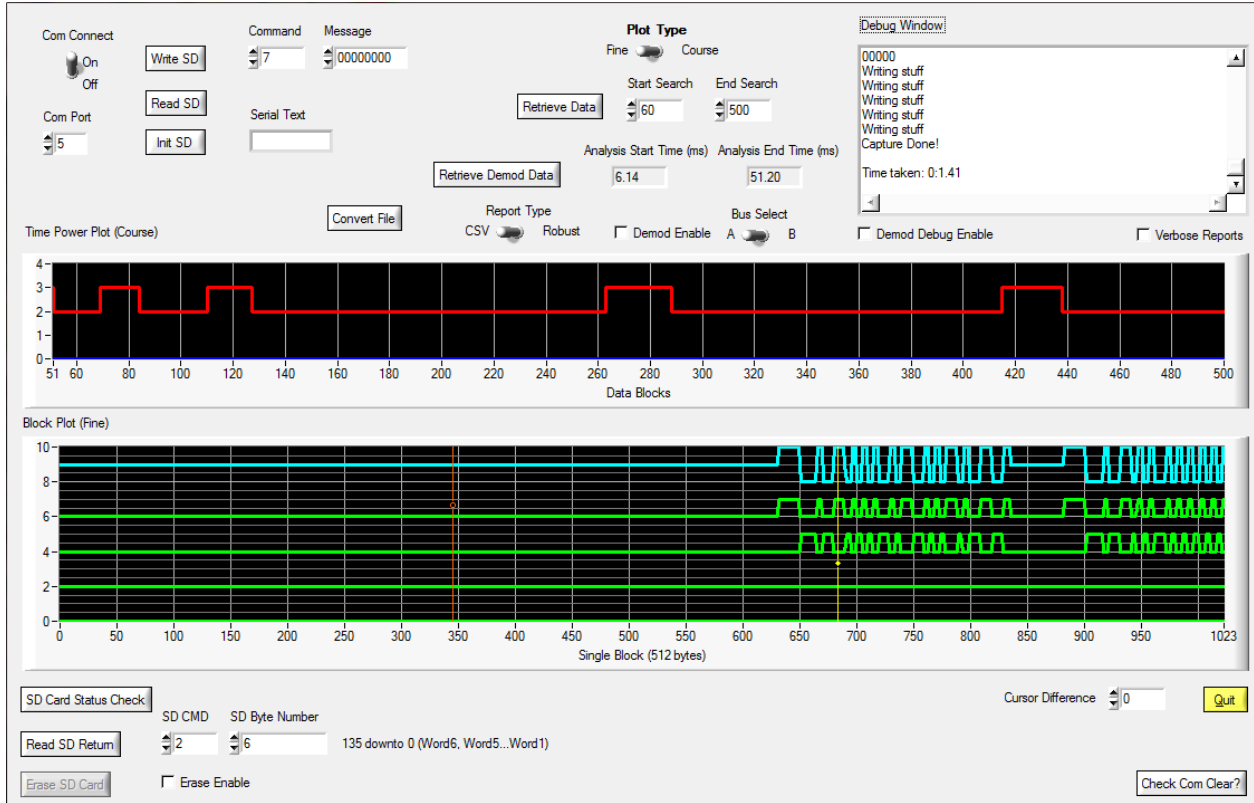 Com Connect
On
Off
Write SD
Command
7
Message
00000000
Plot Type
Fine
Course
Debug Window
00000
Writing stuff
Writing stuff
Writing stuff
Writing stuff
Writing stuff
Capture Done!
Time taken: 0:1.41
Com Port
5
Read SD
Init SD
Serial Text
Retrieve Data
Start Search
60
End Search
500
Analysis Start Time (ms)
6.14
Analysis End Time (ms)
51.20
Retrieve Demod Data
Convert File
Report Type
CSV
Robust
Demod Enable
Bus Select
A
B
Demod Debug Enable
Verbose Reports
Time Power Plot (Course)
4
3
2
1
0
51 60 80 100 120 140 160 180 200 220 240 260 280 300 320 340 360 380 400 420 440 460 480 500
Data Blocks
Block Plot (Fine)
10
8
6
4
2
0
0 50 100 150 200 250 300 350 400 450 500 550 600 650 700 750 800 850 900 950 1023
Single Block (512 bytes)
SD Card Status Check
SD CMD
2
SD Byte Number
6
135 downto 0 (Word6, Word5...Word1)
Read SD Return
Erase SD Card
Erase Enable
Cursor Difference
0
Quit
Check Com Clear?